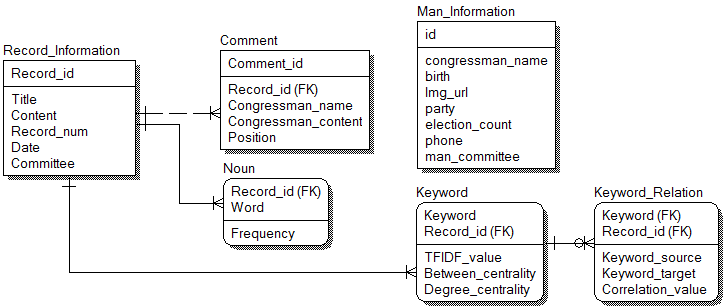 Record_Information
Record_id
Title
Content
Record_num
Date
Committee
Comment
Comment_id
Record_id (FK)
Congressman_name
Congressman_content
Position
Man_Information
id
congressman_name
birth
Img_url
party
election_count
phone
man_committee
Noun
Record_id (FK)
Word
Frequency
Keyword
Keyword
Record_id (FK)
TFIDF_value
Between_centrality
Degree_centrality
Keyword_Relation
Keyword (FK)
Record_id (FK)
Keyword_source
Keyword_target
Correlation_value